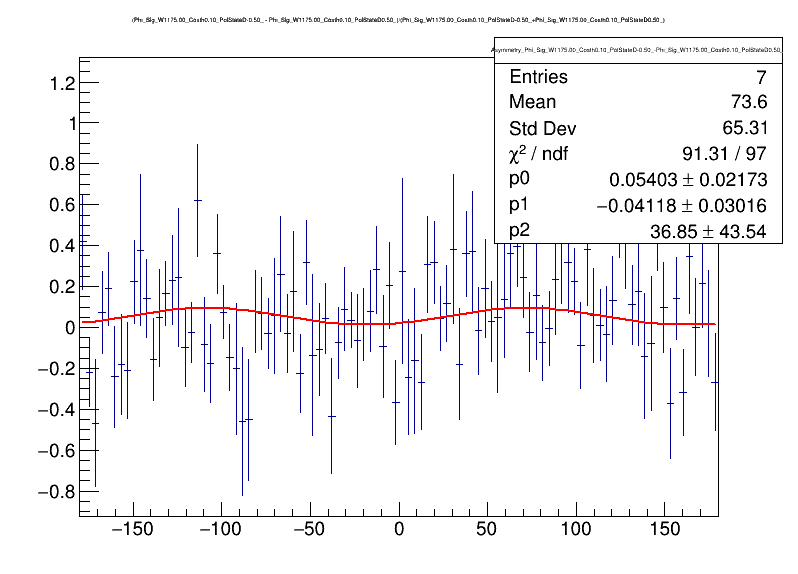 (Phi_Sig_W1175.00_Costh0.10_PolStateD-0.50_ - Phi_Sig_W1175.00_Costh0.10_PolStateD0.50_)/(Phi_Sig_W1175.00_Costh0.10_PolStateD-0.50_+Phi_Sig_W1175.00_Costh0.10_PolStateD0.50_)
Asymmetry_Phi_Sig_W1175.00_Costh0.10_PolStateD-0.50_-Phi_Sig_W1175.00_Costh0.10_PolStateD0.50_
Entries 7
Mean 73.6
Std Dev 65.31
χ² / ndf 91.31 / 97
p0 0.05403 ± 0.02173
p1 −0.04118 ± 0.03016
p2 36.85 ± 43.54
1.2
1
0.8
0.6
0.4
0.2
0
−0.2
−0.4
−0.6
−0.8
−150 −100 −50 0 50 100 150